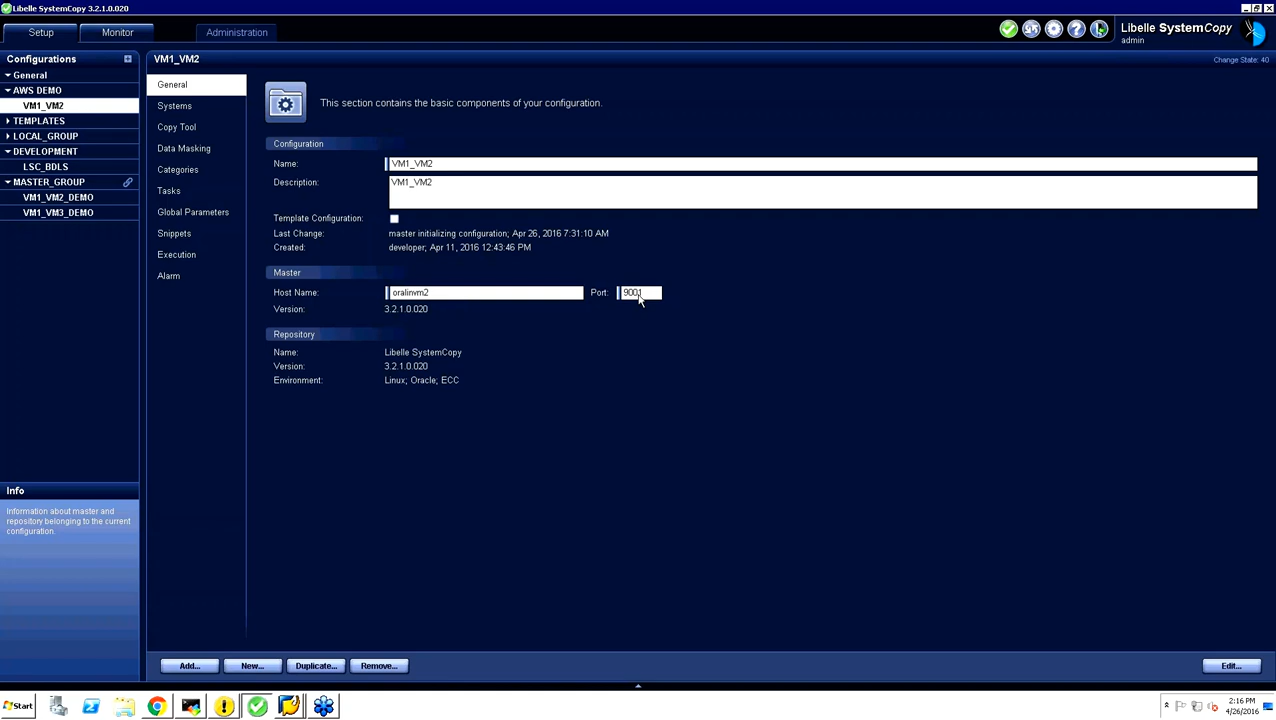 Libelle SystemCopy 3.2.1.0.020
Setup
Monitor
Administration
Libelle SystemCopy
admin
Configurations
General
AWS DEMO
VM1_VM2
TEMPLATES
LOCAL_GROUP
DEVELOPMENT
LSC_BDLS
MASTER_GROUP
VM1_VM2_DEMO
VM1_VM3_DEMO
Info
Information about master and
repository belonging to the current
configuration.
VM1_VM2
Change State: 40
General
Systems
Copy Tool
Data Masking
Categories
Tasks
Global Parameters
Snippets
Execution
Alarm
This section contains the basic components of your configuration.
Configuration
Name: VM1_VM2
Description: VM1_VM2
Template Configuration:
Last Change: master initializing configuration; Apr 26, 2016 7:31:10 AM
Created: developer; Apr 11, 2016 12:43:46 PM
Master
Host Name: oralinvm2 Port: 9001
Version: 3.2.1.0.020
Repository
Name: Libelle SystemCopy
Version: 3.2.1.0.020
Environment: Linux; Oracle; ECC
Add... New... Duplicate... Remove... Edit...
Start
2:16 PM
4/26/2016